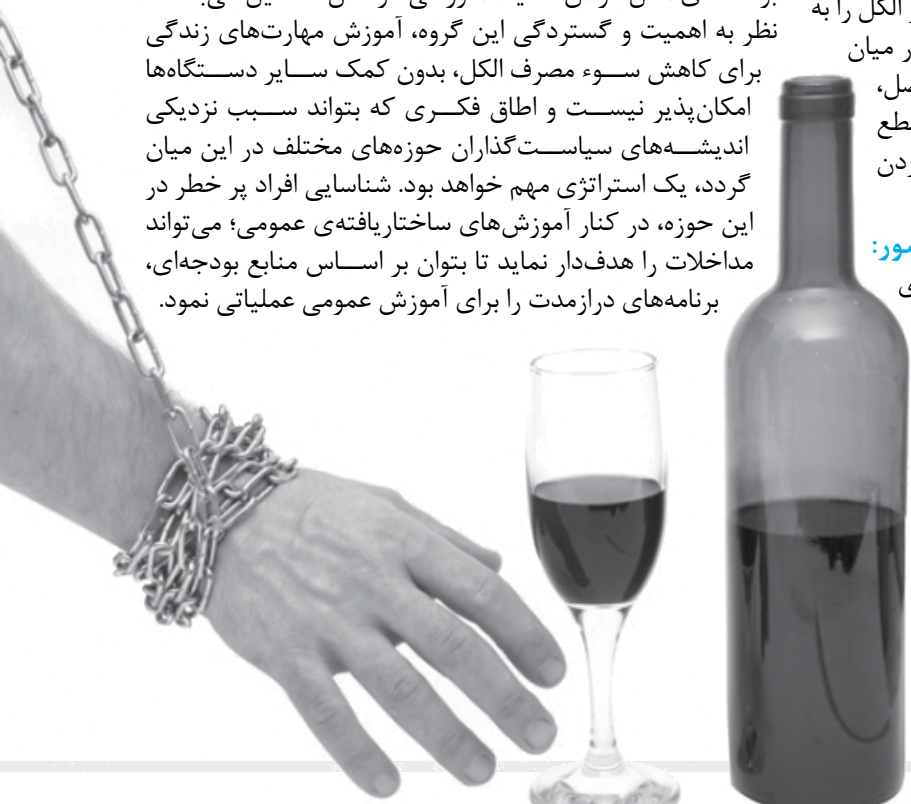 نظر به اهمیت و گستردگی این گروه، آموزش مهارت‌های زندگی
برای کاهش سوء مصرف الکل، بدون کمک سایر دستگاه‌ها
امکان‌پذیر نیست و اطاق فکری که بتواند سبب نزدیکی
اندیشه‌های سیاست‌گذاران حوزه‌های مختلف در این میان
گردد، یک استراتژی مهم خواهد بود. شناسایی افراد پر خطر در
این حوزه، در کنار آموزش‌های ساختاریافته‌ی عمومی؛ می‌تواند
مداخلات را هدف‌دار نماید تا بتوان بر اساس منابع بودجه‌ای،
برنامه‌های درازمدت را برای آموزش عمومی عملیاتی نمود.
الکل را به
میان